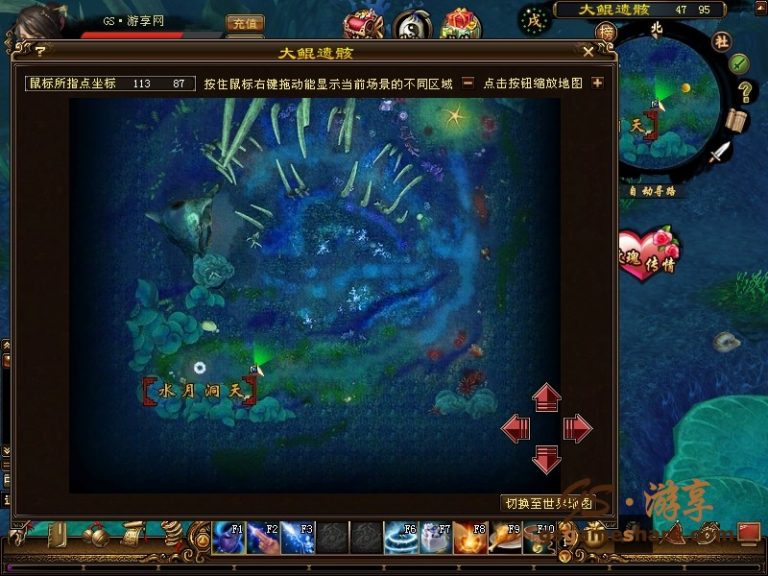 GS·游享网
充值
戌
大鲲遗骸 47 95
榜
北
社
?
大鲲遗骸
鼠标所指点坐标 113 87
按住鼠标右键拖动能显示当前场景的不同区域
点击按钮缩放地图
天
自动寻路
玫瑰传情
水月洞天
切换至世界地图
GS·游享
F1 F2 F3 F6 F7 F8 F9 F10